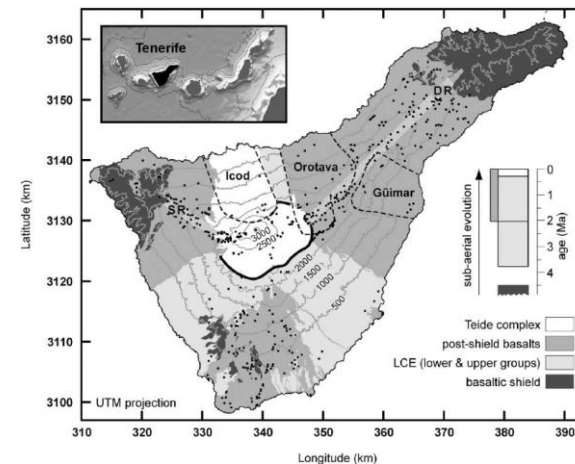 Tenerife
Latitude (km)
3160
3150
3140
3130
3120
3110
3100
DR
Icod
Orotava
Güimar
SR
3000
2500
2000
1500
1000
500
UTM projection
310 320 330 340 350 360 370 380 390
Longitude (km)
sub-aerial evolution
0
1
2
3
4
age (Ma)
Teide complex
post-shield basalts
LCE (lower & upper groups)
basaltic shield